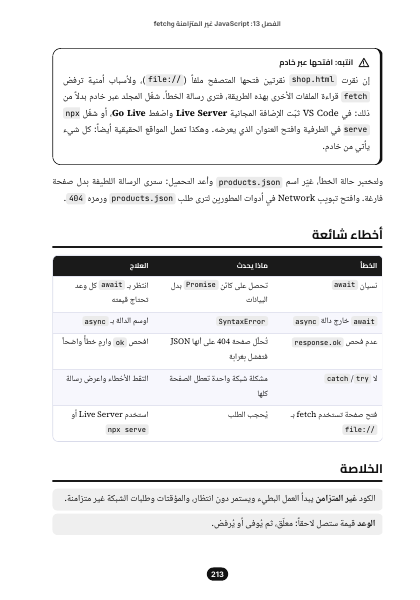 الفصل 13: JavaScript غير المتزامنة وfetch
انتبه: افتحها عبر خادم
إن نقرت shop.html نقرتين فتحها المتصفح ملفاً (file://)، ولأسباب أمنية ترفض
fetch قراءة الملفات الأخرى بهذه الطريقة، فترى رسالة الخطأ. شغّل المجلد عبر خادم بدلاً من
ذلك: في VS Code ثبّت الإضافة المجانية Live Server واضغط Go Live، أو شغّل npx
serve في الطرفية وافتح العنوان الذي يعرضه. وهكذا تعمل المواقع الحقيقية أيضاً: كل شيء
يأتي من خادم.
ولتختبر حالة الخطأ، غيّر اسم products.json وأعد التحميل: سترى الرسالة اللطيفة بدل صفحة
فارغة. وافتح تبويب Network في أدوات المطورين لترى طلب products.json ورمزه 404.
أخطاء شائعة
الخطأ ماذا يحدث العلاج
نسيان await تحصل على كائن Promise بدل انتظر بـ await كل وعد
البيانات تحتاج قيمته
await خارج دالة async SyntaxError اوسم الدالة بـ async
عدم فحص response.ok تُحلَّل صفحة 404 على أنها JSON افحص ok وارمِ خطأ واضحاً
فتفشل بغرابة
لا try / catch مشكلة شبكة واحدة تعطل الصفحة التقط الأخطاء واعرض رسالة
كلها
فتح صفحة تستخدم fetch بـ يُحجب الطلب استخدم Live Server أو
file:// npx serve
الخلاصة
الكود غير المتزامن يبدأ العمل البطيء ويستمر دون انتظار، والمؤقتات وطلبات الشبكة غير متزامنة.
الوعد قيمة ستصل لاحقاً: معلّق، ثم يُوفى أو يُرفض.
213